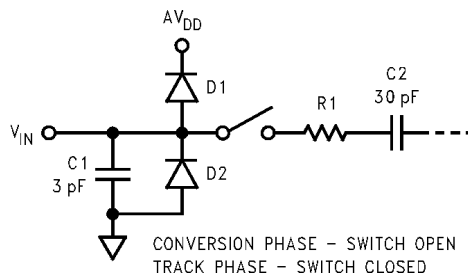 AVDD
D1
C2
30 pF
R1
VIN
C1
3 pF
D2
CONVERSION PHASE – SWITCH OPEN
TRACK PHASE – SWITCH CLOSED